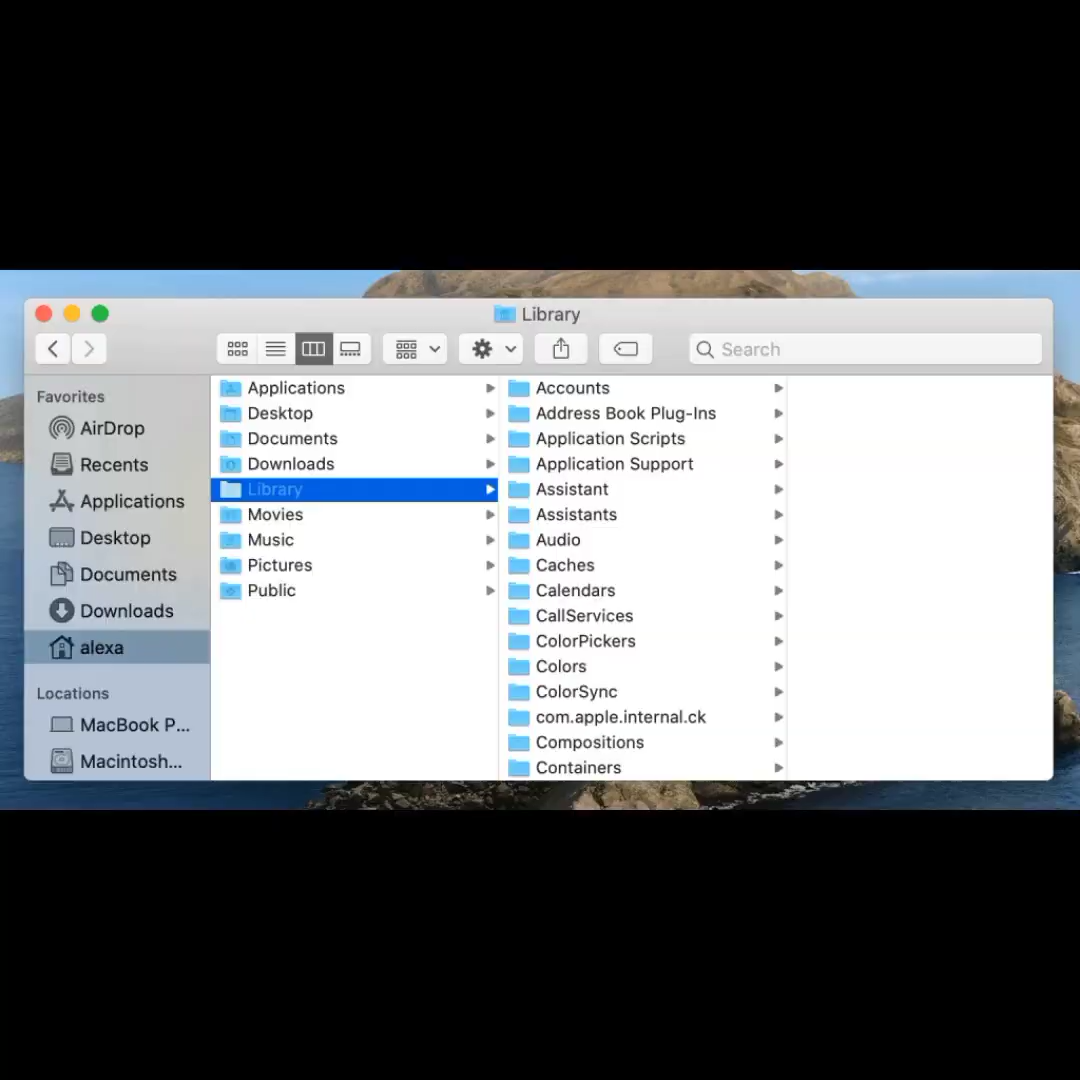 Library
Search
Favorites
AirDrop
Recents
Applications
Desktop
Documents
Downloads
alexa
Locations
MacBook P...
Macintosh...
Applications
Desktop
Documents
Downloads
Library
Movies
Music
Pictures
Public
Accounts
Address Book Plug-Ins
Application Scripts
Application Support
Assistant
Assistants
Audio
Caches
Calendars
CallServices
ColorPickers
Colors
ColorSync
com.apple.internal.ck
Compositions
Containers